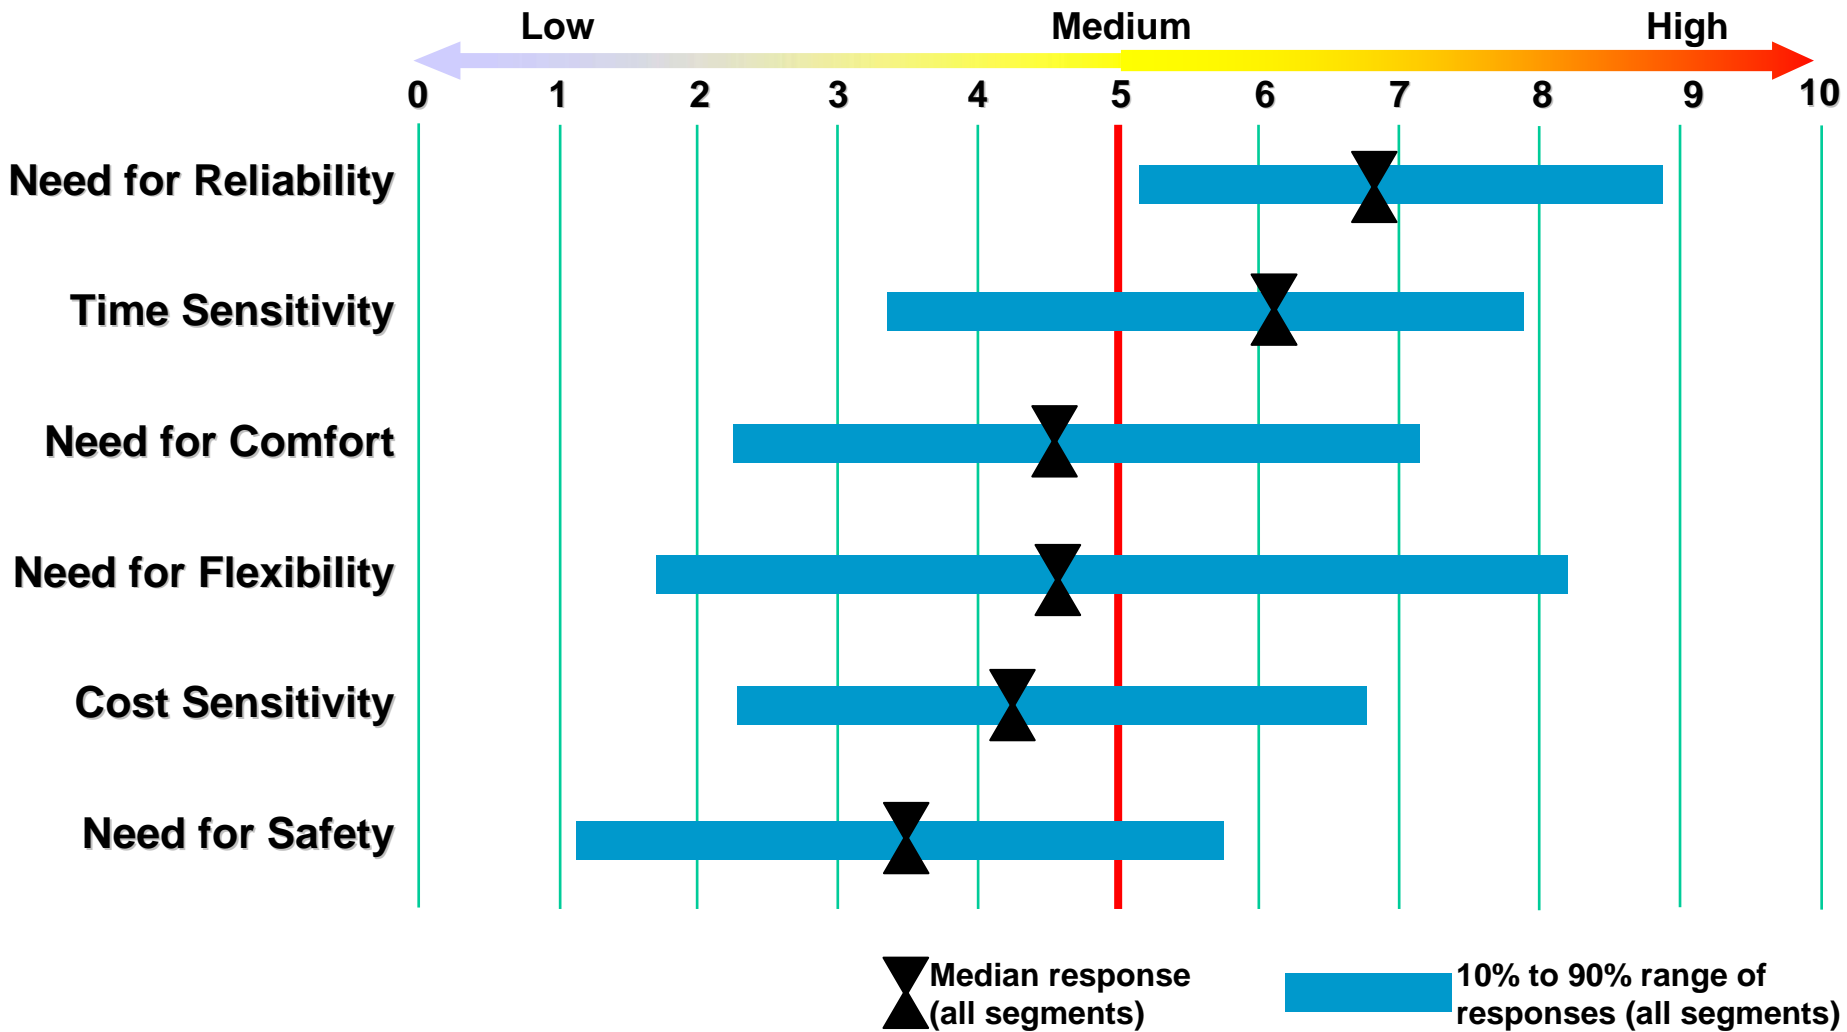 Low Medium High
0 1 2 3 4 5 6 7 8 9 10
Need for Reliability
Time Sensitivity
Need for Comfort
Need for Flexibility
Cost Sensitivity
Need for Safety
Median response
(all segments)
10% to 90% range of
responses (all segments)